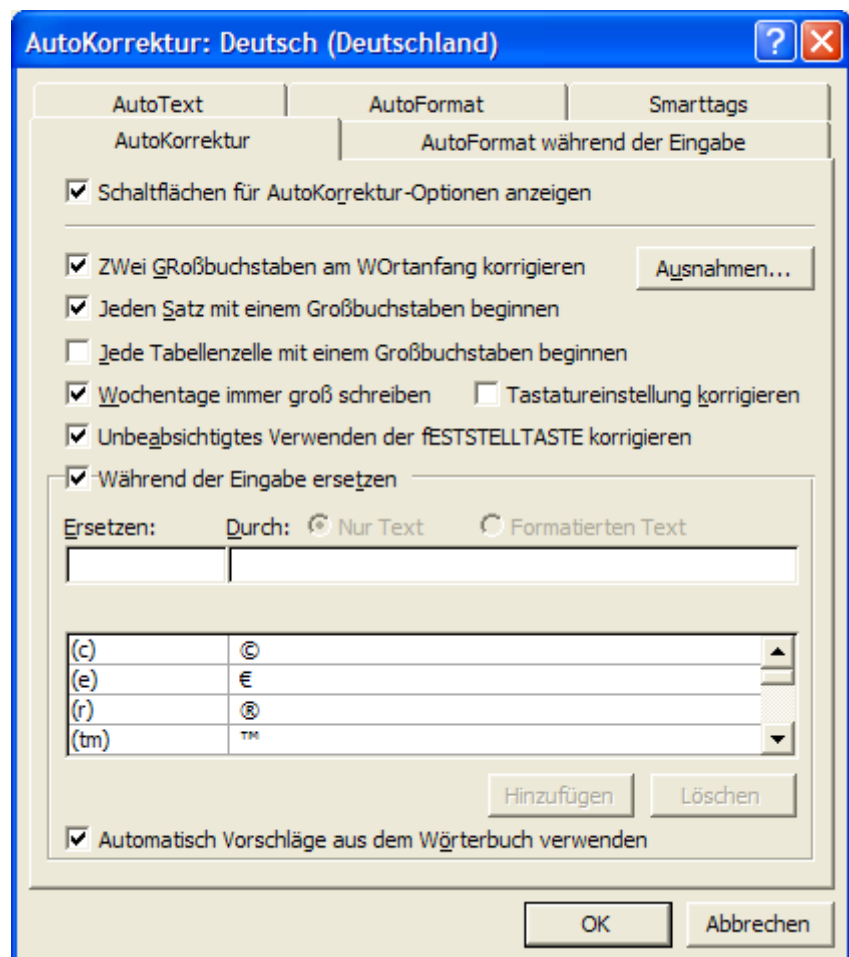 AutoKorrektur: Deutsch (Deutschland)
AutoText AutoFormat Smarttags
AutoKorrektur AutoFormat während der Eingabe
Schaltflächen für AutoKorrektur-Optionen anzeigen
ZWei GRoßbuchstaben am WOrtanfang korrigieren Ausnahmen...
Jeden Satz mit einem Großbuchstaben beginnen
Jede Tabellenzelle mit einem Großbuchstaben beginnen
Wochentage immer groß schreiben Tastatureinstellung korrigieren
Unbeabsichtigtes Verwenden der fESTSTELLTASTE korrigieren
Während der Eingabe ersetzen
Ersetzen: Durch: Nur Text Formatierten Text
(c) ©
(e) €
(r) ®
(tm) ™
Hinzufügen Löschen
Automatisch Vorschläge aus dem Wörterbuch verwenden
OK Abbrechen